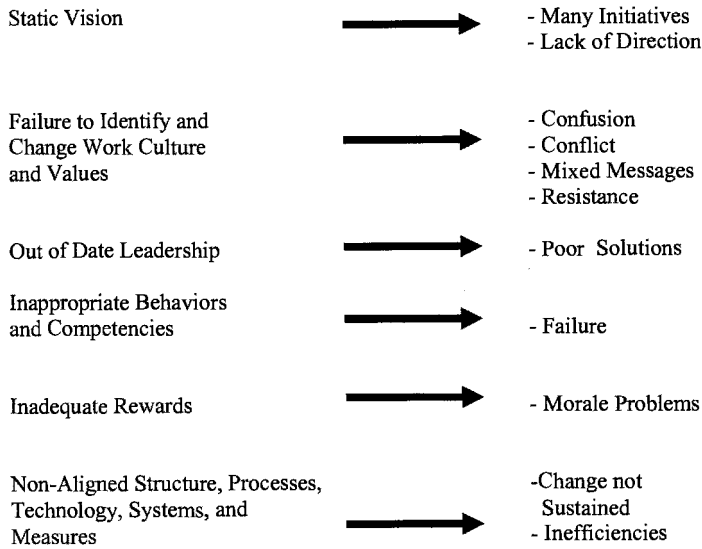 Static Vision
- Many Initiatives
- Lack of Direction
Failure to Identify and
Change Work Culture
and Values
- Confusion
- Conflict
- Mixed Messages
- Resistance
Out of Date Leadership
- Poor Solutions
Inappropriate Behaviors
and Competencies
- Failure
Inadequate Rewards
- Morale Problems
Non-Aligned Structure, Processes,
Technology, Systems, and
Measures
-Change not
Sustained
- Inefficiencies